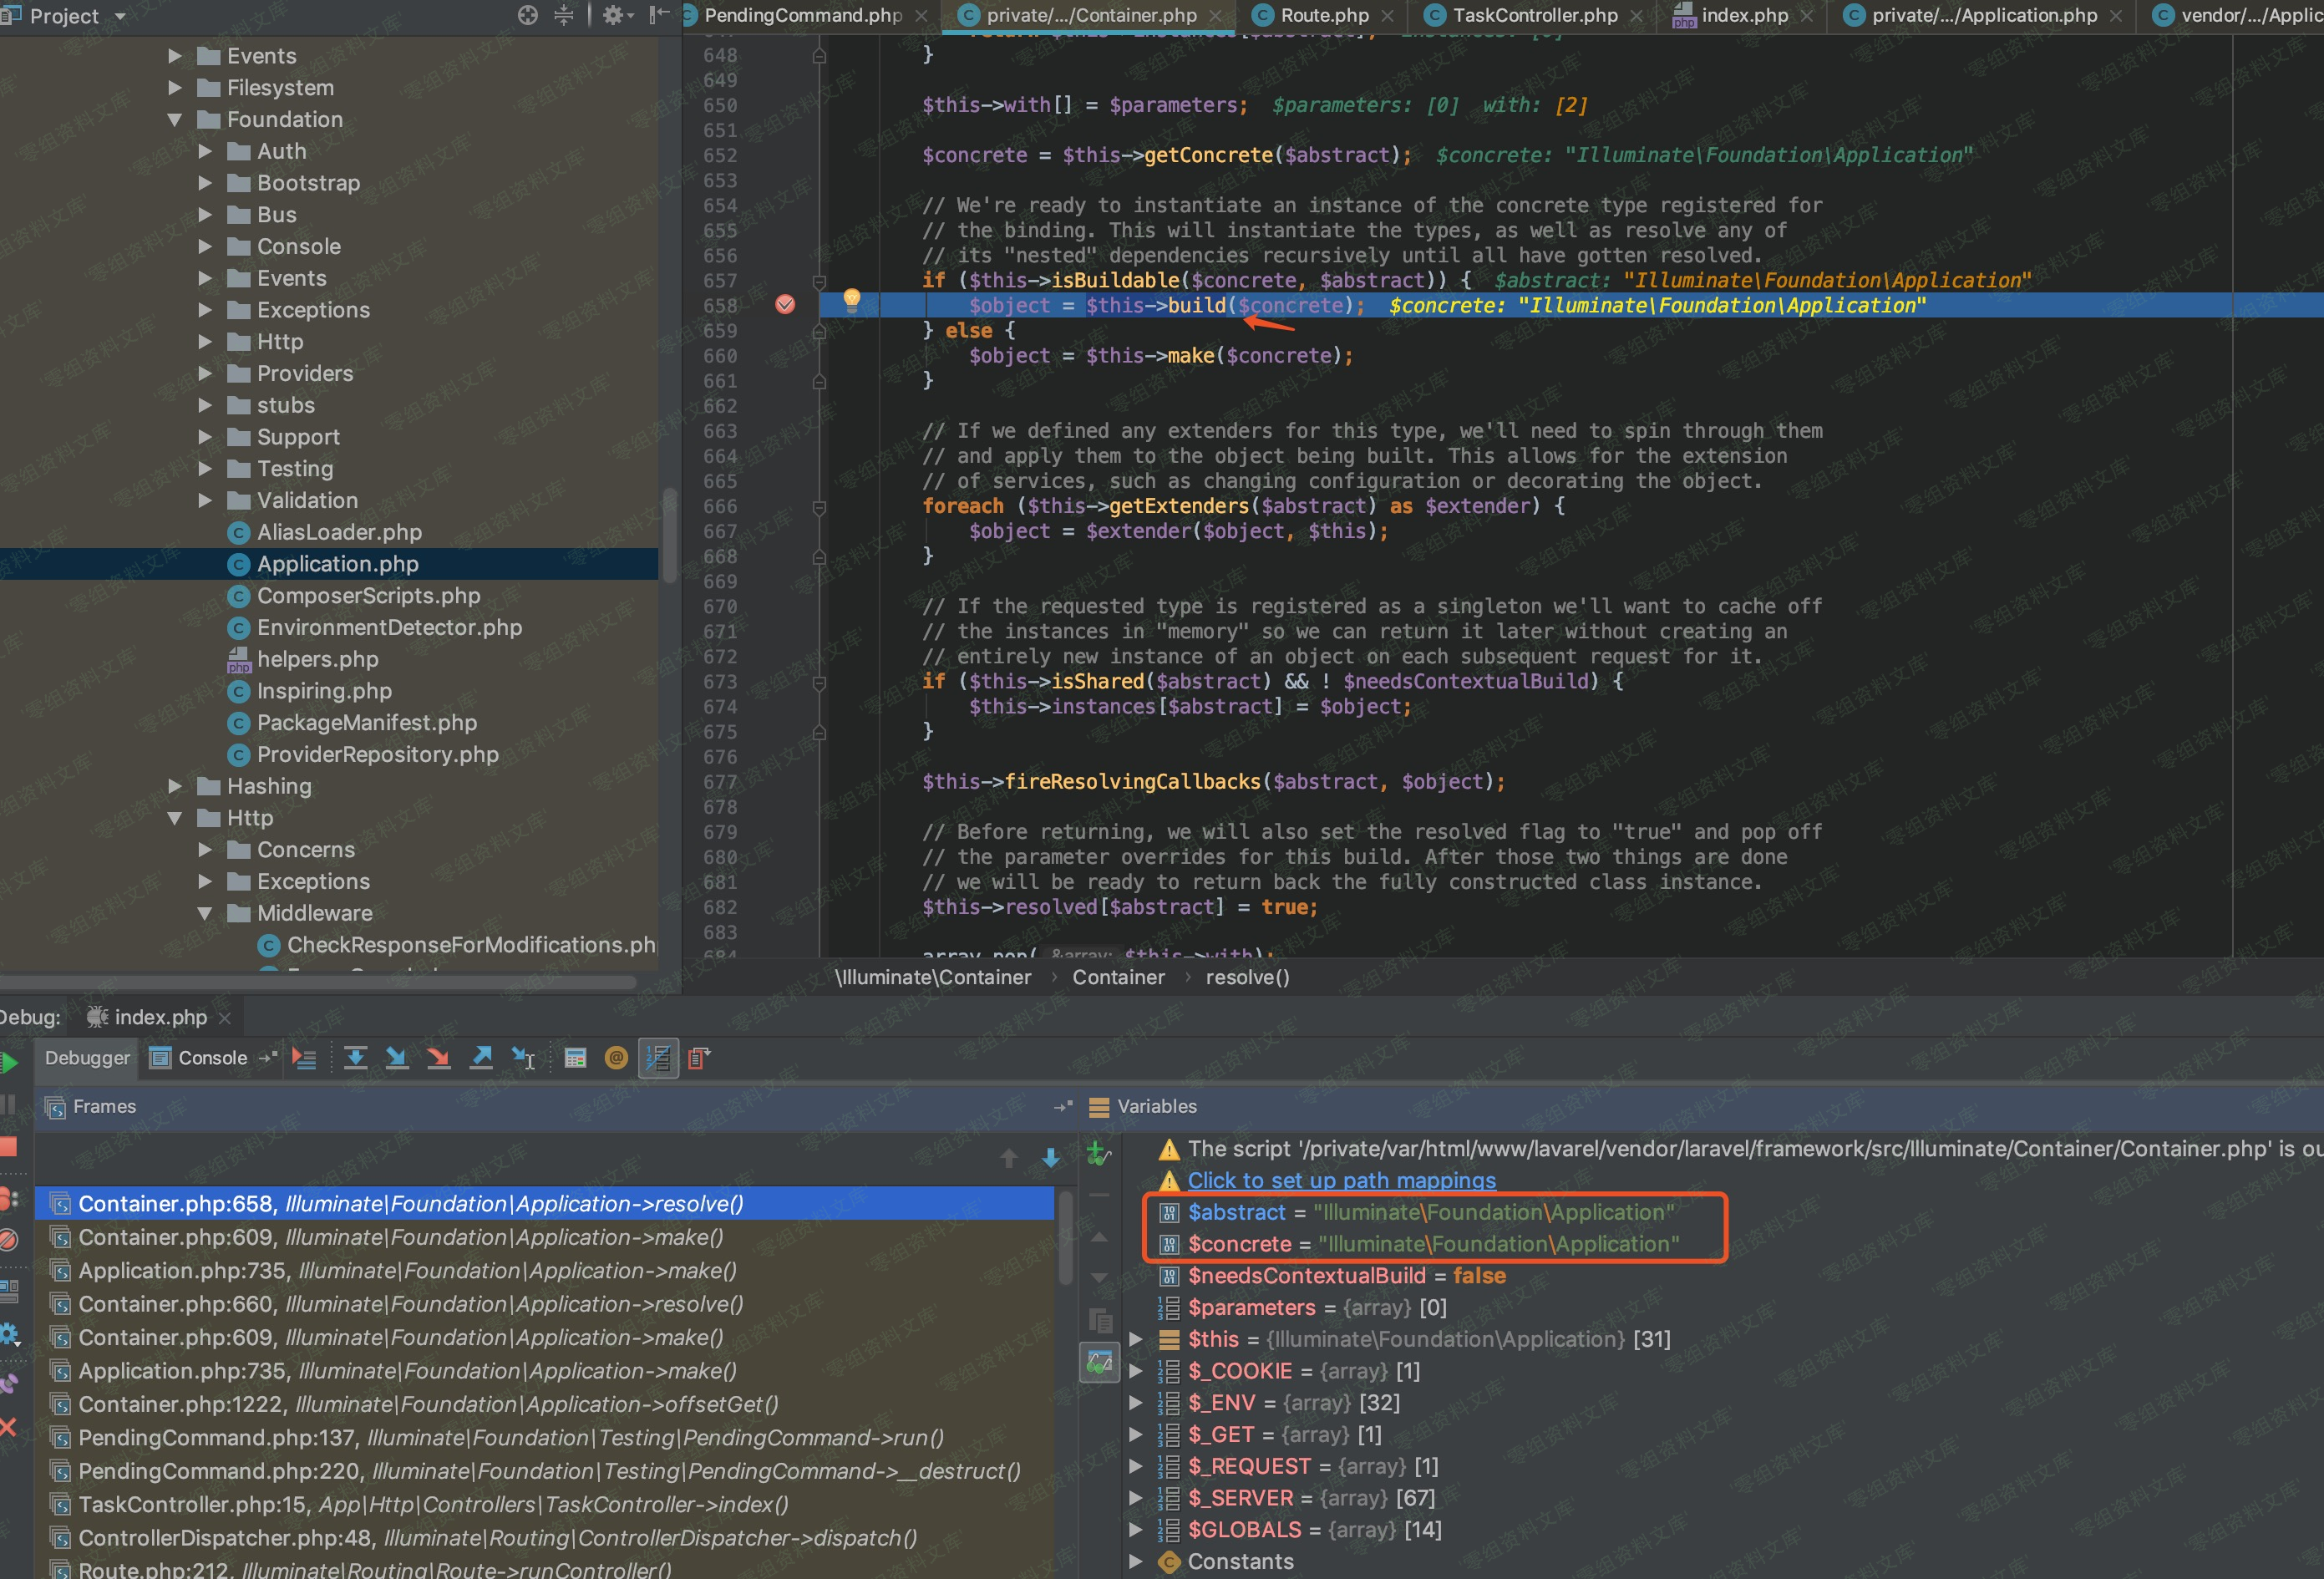 Project
PendingCommand.php
private/.../Container.php
Route.php
TaskController.php
index.php
private/.../Application.php
vendor/.../Applic
Events
Filesystem
Foundation
Auth
Bootstrap
Bus
Console
Events
Exceptions
Http
Providers
stubs
Support
Testing
Validation
AliasLoader.php
Application.php
ComposerScripts.php
EnvironmentDetector.php
helpers.php
Inspiring.php
PackageManifest.php
ProviderRepository.php
Hashing
Http
Concerns
Exceptions
Middleware
CheckResponseForModifications.ph
648 }
649
650 $this->with[] = $parameters; $parameters: [0] with: [2]
651
652 $concrete = $this->getConcrete($abstract); $concrete: "Illuminate\Foundation\Application"
653
654 // We're ready to instantiate an instance of the concrete type registered for
655 // the binding. This will instantiate the types, as well as resolve any of
656 // its "nested" dependencies recursively until all have gotten resolved.
657 if ($this->isBuildable($concrete, $abstract)) { $abstract: "Illuminate\Foundation\Application"
658 $object = $this->build($concrete); $concrete: "Illuminate\Foundation\Application"
659 } else {
660 $object = $this->make($concrete);
661 }
662
663 // If we defined any extenders for this type, we'll need to spin through them
664 // and apply them to the object being built. This allows for the extension
665 // of services, such as changing configuration or decorating the object.
666 foreach ($this->getExtenders($abstract) as $extender) {
667 $object = $extender($object, $this);
668 }
669
670 // If the requested type is registered as a singleton we'll want to cache off
671 // the instances in "memory" so we can return it later without creating an
672 // entirely new instance of an object on each subsequent request for it.
673 if ($this->isShared($abstract) && ! $needsContextualBuild) {
674 $this->instances[$abstract] = $object;
675 }
676
677 $this->fireResolvingCallbacks($abstract, $object);
678
679 // Before returning, we will also set the resolved flag to "true" and pop off
680 // the parameter overrides for this build. After those two things are done
681 // we will be ready to return back the fully constructed class instance.
682 $this->resolved[$abstract] = true;
683
684 array_pop( &array: $this->with);
\Illuminate\Container › Container › resolve()
Debug: index.php
Debugger Console
Frames
Container.php:658, Illuminate\Foundation\Application->resolve()
Container.php:609, Illuminate\Foundation\Application->make()
Application.php:735, Illuminate\Foundation\Application->make()
Container.php:660, Illuminate\Foundation\Application->resolve()
Container.php:609, Illuminate\Foundation\Application->make()
Application.php:735, Illuminate\Foundation\Application->make()
Container.php:1222, Illuminate\Foundation\Application->offsetGet()
PendingCommand.php:137, Illuminate\Foundation\Testing\PendingCommand->run()
PendingCommand.php:220, Illuminate\Foundation\Testing\PendingCommand->__destruct()
TaskController.php:15, App\Http\Controllers\TaskController->index()
ControllerDispatcher.php:48, Illuminate\Routing\ControllerDispatcher->dispatch()
Route.php:212, Illuminate\Routing\Route->runController()
Variables
The script '/private/var/html/www/lavarel/vendor/laravel/framework/src/Illuminate/Container/Container.php' is ou
Click to set up path mappings
$abstract = "Illuminate\Foundation\Application"
$concrete = "Illuminate\Foundation\Application"
$needsContextualBuild = false
$parameters = {array} [0]
$this = {Illuminate\Foundation\Application} [31]
$_COOKIE = {array} [1]
$_ENV = {array} [32]
$_GET = {array} [1]
$_REQUEST = {array} [1]
$_SERVER = {array} [67]
$GLOBALS = {array} [14]
Constants
零组资料文库